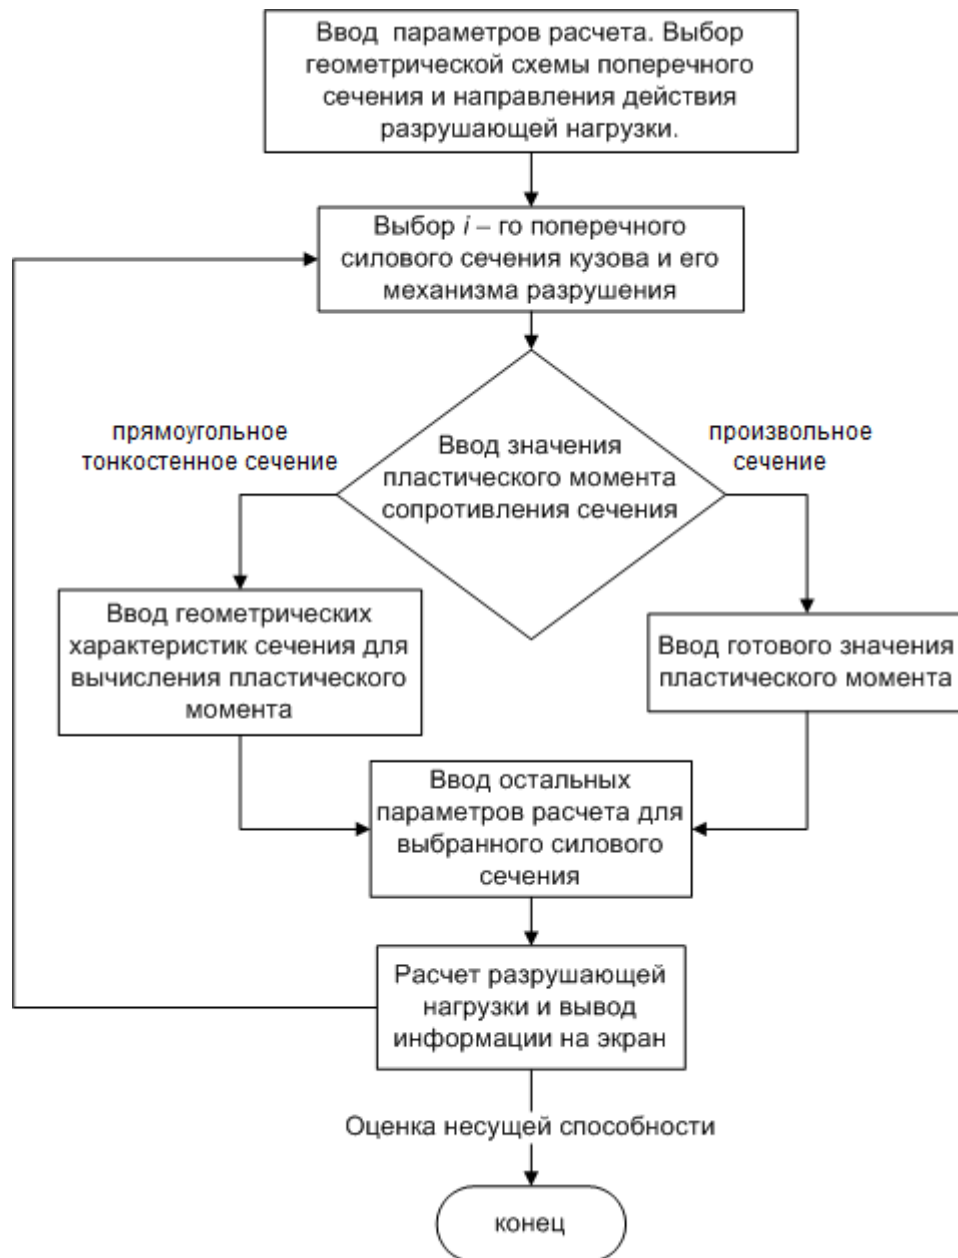 Ввод параметров расчета. Выбор
геометрической схемы поперечного
сечения и направления действия
разрушающей нагрузки.
Выбор i – го поперечного
силового сечения кузова и его
механизма разрушения
прямоугольное
тонкостенное сечение
Ввод значения
пластического момента
сопротивления сечения
произвольное
сечение
Ввод геометрических
характеристик сечения для
вычисления пластического
момента
Ввод готового значения
пластического момента
Ввод остальных
параметров расчета для
выбранного силового
сечения
Расчет разрушающей
нагрузки и вывод
информации на экран
Оценка несущей способности
конец